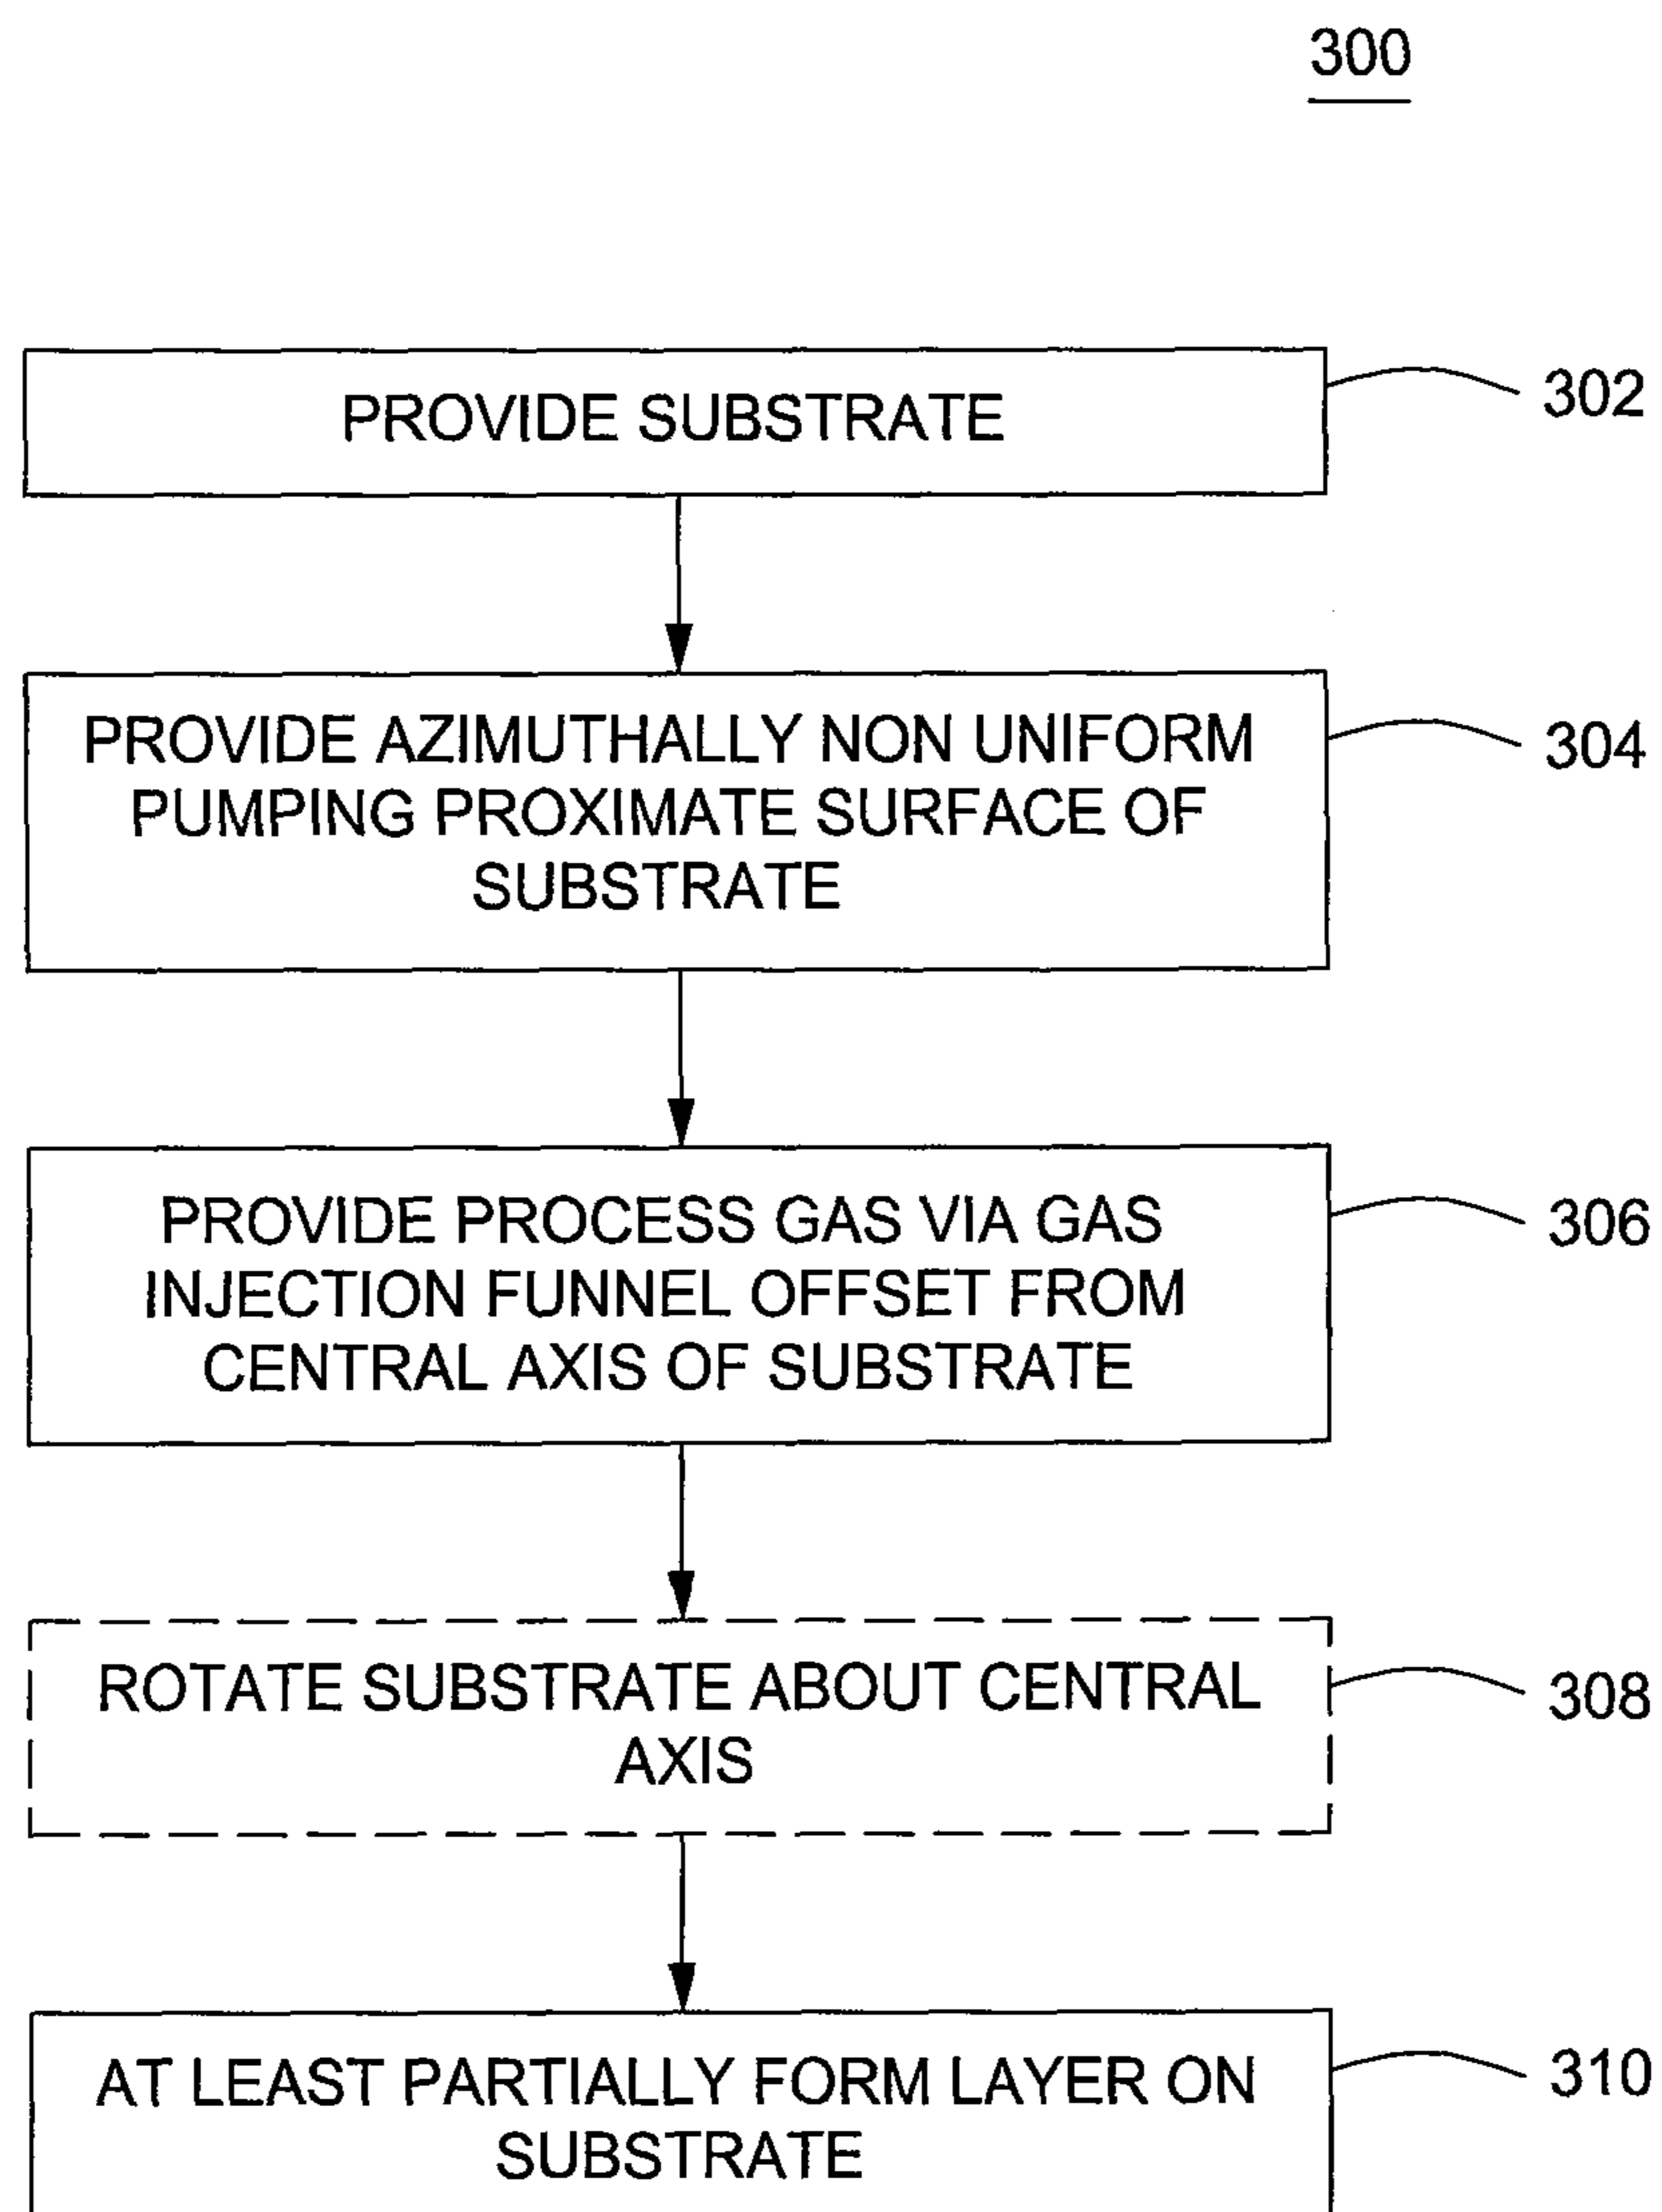 300
PROVIDE SUBSTRATE
302
PROVIDE AZIMUTHALLY NON UNIFORM
PUMPING PROXIMATE SURFACE OF
SUBSTRATE
304
PROVIDE PROCESS GAS VIA GAS
INJECTION FUNNEL OFFSET FROM
CENTRAL AXIS OF SUBSTRATE
306
ROTATE SUBSTRATE ABOUT CENTRAL
AXIS
308
AT LEAST PARTIALLY FORM LAYER ON
SUBSTRATE
310